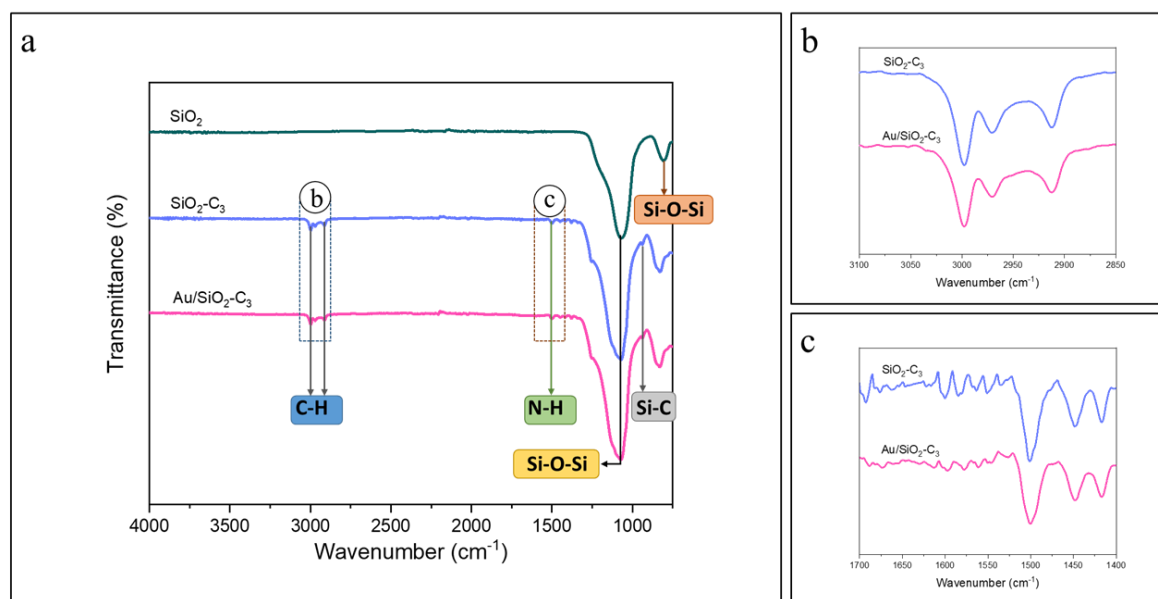 a
SiO₂
SiO₂-C₃
Au/SiO₂-C₃
b
c
Si-O-Si
C-H
N-H
Si-C
Si-O-Si
Transmittance (%)
4000 3500 3000 2500 2000 1500 1000
Wavenumber (cm⁻¹)
b
SiO₂-C₃
Au/SiO₂-C₃
3100 3050 3000 2950 2900 2850
Wavenumber (cm⁻¹)
c
SiO₂-C₃
Au/SiO₂-C₃
1700 1650 1600 1550 1500 1450 1400
Wavenumber (cm⁻¹)